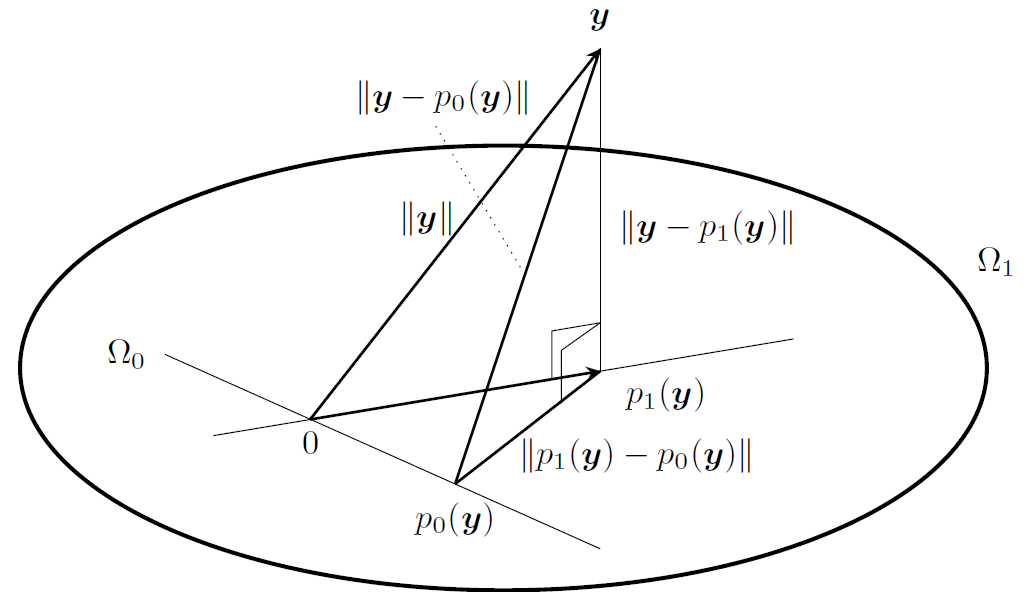 𝒚
‖𝒚 − p₀(𝒚)‖
‖𝒚‖
‖𝒚 − p₁(𝒚)‖
Ω₁
Ω₀
p₁(𝒚)
0
‖p₁(𝒚) − p₀(𝒚)‖
p₀(𝒚)